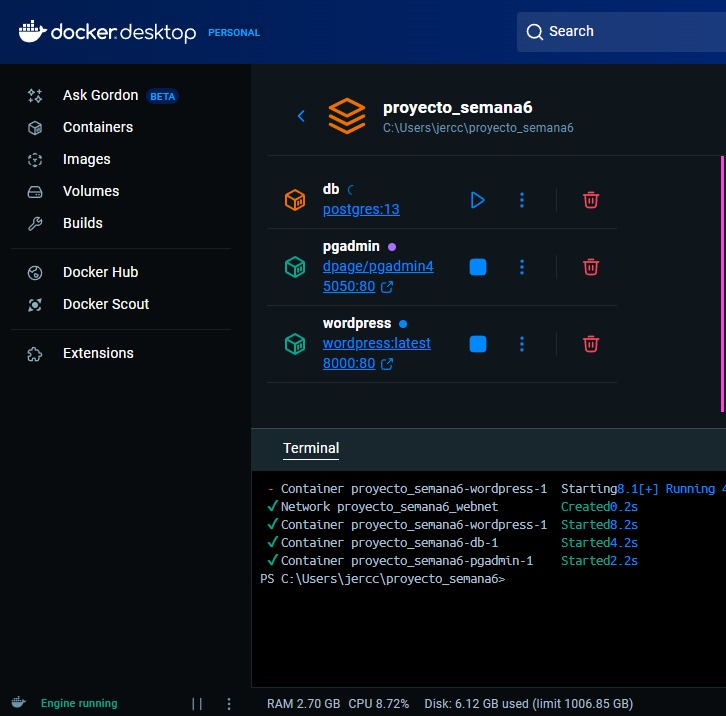 docker.desktop PERSONAL
Search
Ask Gordon BETA
Containers
Images
Volumes
Builds
Docker Hub
Docker Scout
Extensions
proyecto_semana6
C:\Users\jercc\proyecto_semana6
db
postgres:13
pgadmin
dpage/pgadmin4
5050:80
wordpress
wordpress:latest
8000:80
Terminal
- Container proyecto_semana6-wordpress-1 Starting8.1[+] Running 4
✓Network proyecto_semana6_webnet Created0.2s
✓Container proyecto_semana6-wordpress-1 Started8.2s
✓Container proyecto_semana6-db-1 Started4.2s
✓Container proyecto_semana6-pgadmin-1 Started2.2s
PS C:\Users\jercc\proyecto_semana6>
Engine running
RAM 2.70 GB CPU 8.72% Disk: 6.12 GB used (limit 1006.85 GB)